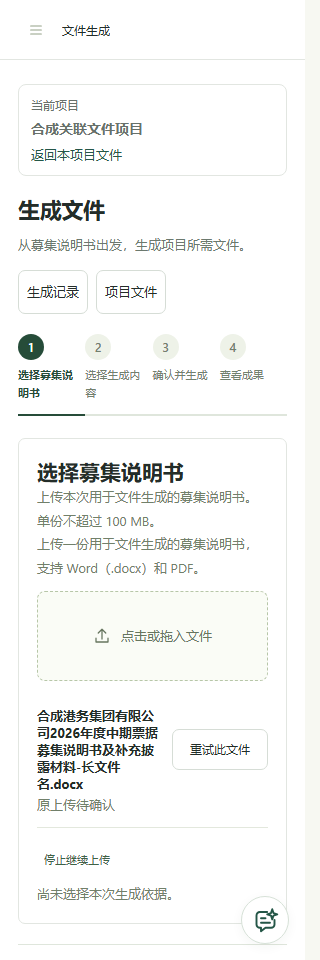 文件生成
当前项目
合成关联文件项目
返回本项目文件
生成文件
从募集说明书出发，生成项目所需文件。
生成记录
项目文件
1
选择募集说
明书
2
选择生成内
容
3
确认并生成
4
查看成果
选择募集说明书
上传本次用于文件生成的募集说明书。
单份不超过 100 MB。
上传一份用于文件生成的募集说明书，
支持 Word（.docx）和 PDF。
点击或拖入文件
合成港务集团有限公
司2026年度中期票据
募集说明书及补充披
露材料-长文件
名.docx
原上传待确认
重试此文件
停止继续上传
尚未选择本次生成依据。